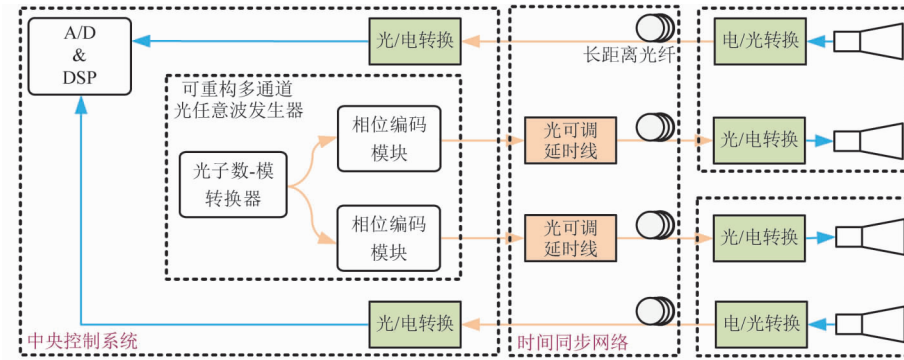 A/D
&
DSP
光/电转换
长距离光纤
电/光转换
可重构多通道
光任意波发生器
相位编码
模块
光可调
延时线
光/电转换
光子数-模
转换器
相位编码
模块
光可调
延时线
光/电转换
光/电转换
电/光转换
中央控制系统
时间同步网络